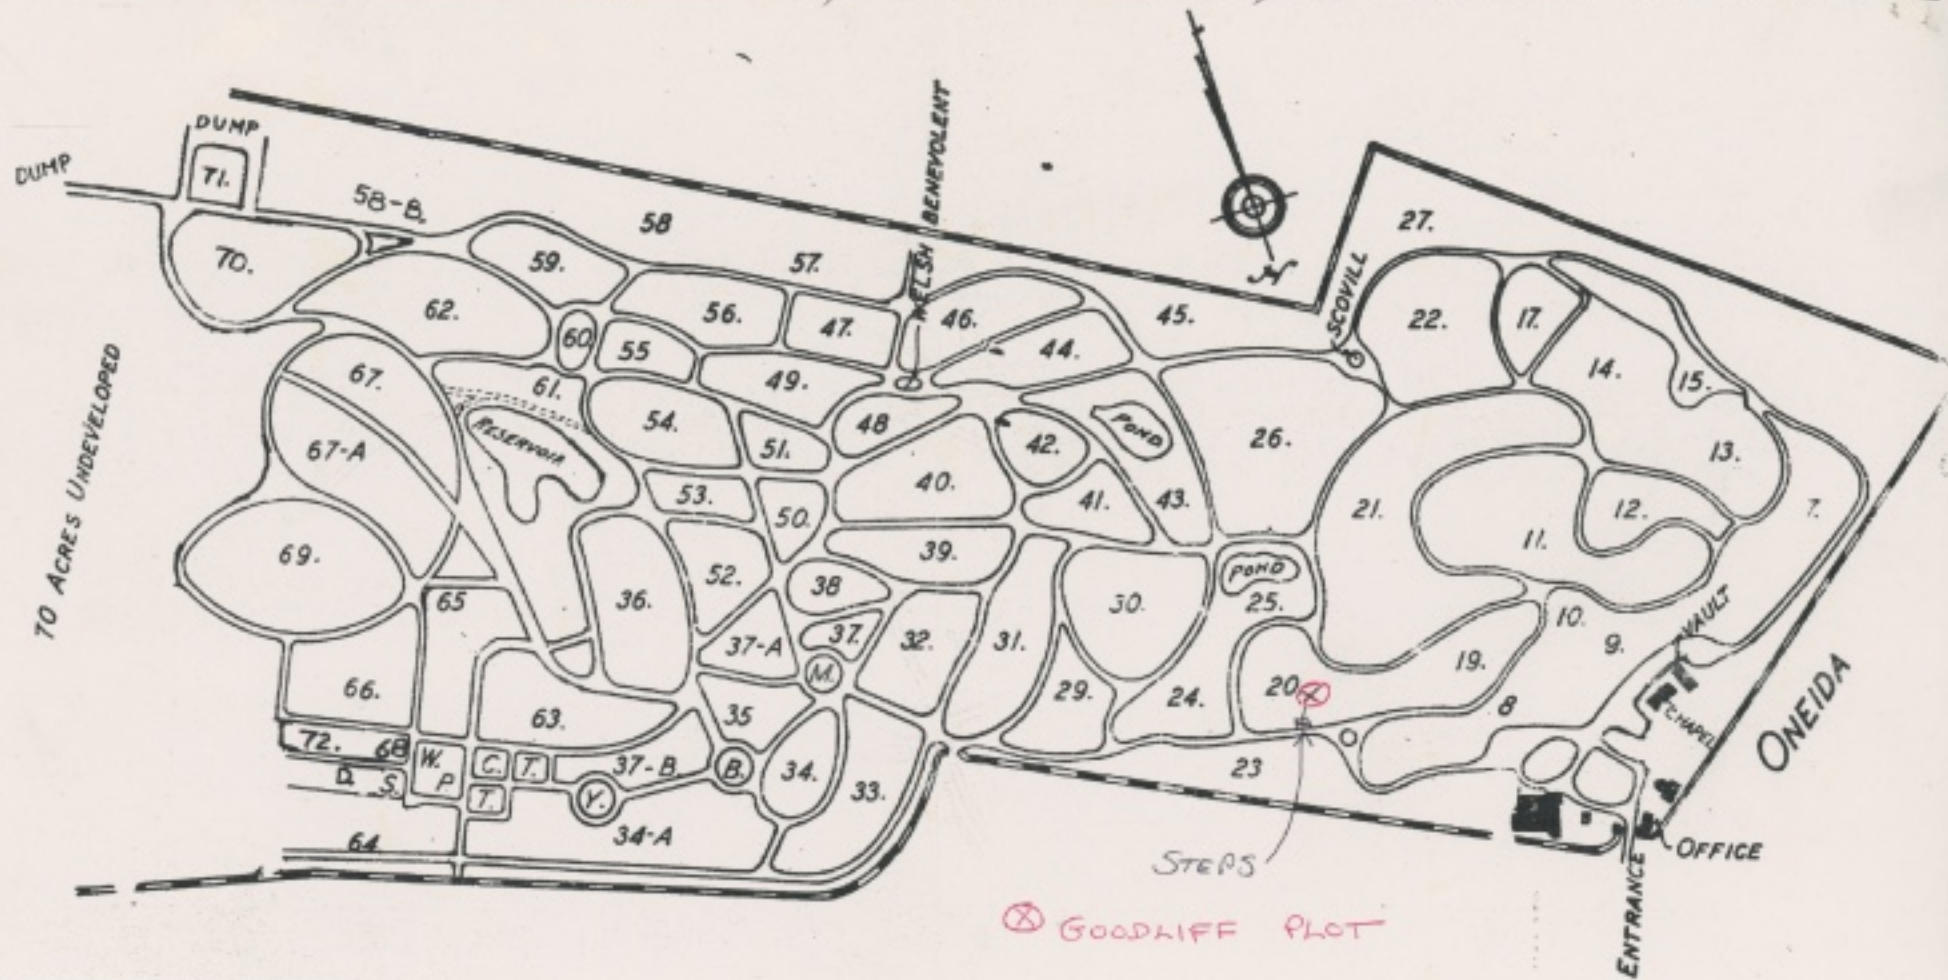 DUMP
DUMP
71.
58-B.
58
57.
WELSH BENEVOLENT
N
27.
SCOVILL
70.
59.
62.
60
56.
47.
46.
45.
44.
22.
17.
14.
15.
55
67.
61.
49.
54.
48
51.
RESERVOIR
67-A
42.
POND
26.
13.
53.
50.
40.
41.
43.
21.
12.
7.
11.
70 ACRES UNDEVELOPED
69.
52.
39.
38
36.
65
37.
37-A
32.
31.
30.
POND
25.
10.
9.
VAULT
66.
M.
29.
24.
20
19.
8
CHAPEL
ONEIDA
63.
35
72.
68
W.
P
C.
T.
37-B
B.
34.
33.
23
D.
S.
T.
Y.
64
34-A
STEPS
OFFICE
ENTRANCE
GOODLIFF PLOT